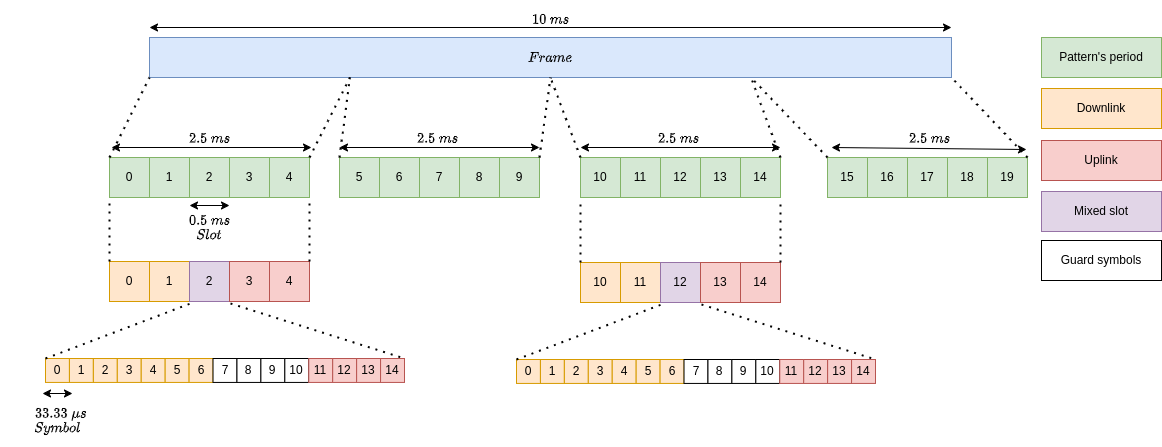 10 ms
Frame
Pattern's period
Downlink
Uplink
Mixed slot
Guard symbols
2.5 ms 2.5 ms 2.5 ms 2.5 ms
0 1 2 3 4 5 6 7 8 9 10 11 12 13 14 15 16 17 18 19
0.5 ms
Slot
0 1 2 3 4 10 11 12 13 14
0 1 2 3 4 5 6 7 8 9 10 11 12 13 14 0 1 2 3 4 5 6 7 8 9 10 11 12 13 14
33.33 μs
Symbol